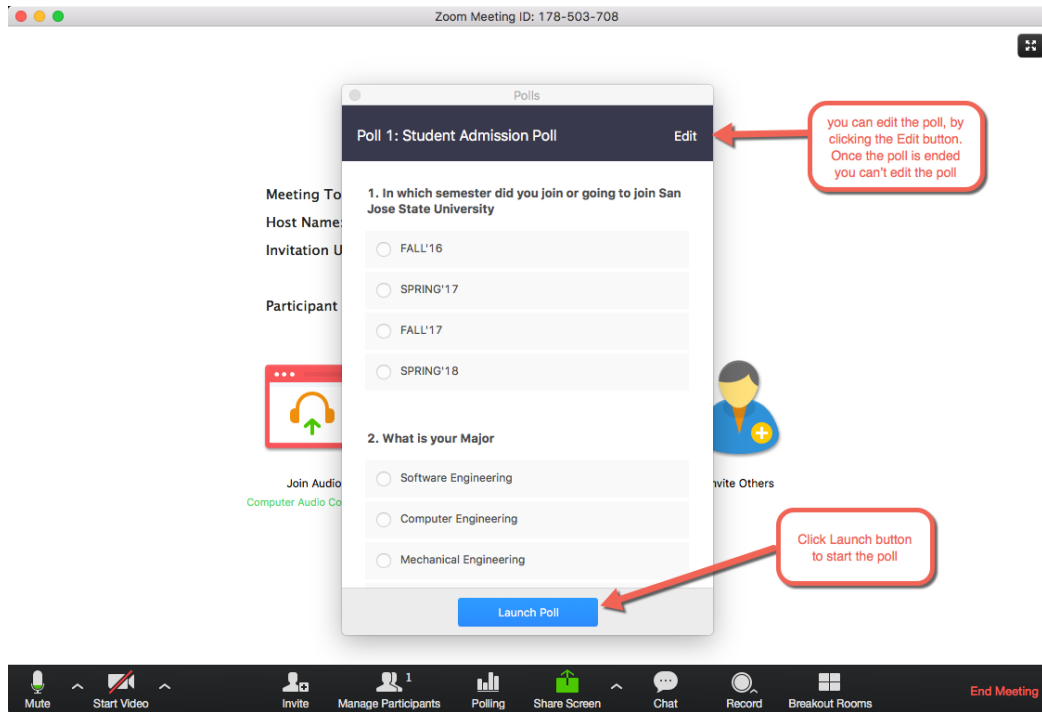 Zoom Meeting ID: 178-503-708
Polls
Poll 1: Student Admission Poll
Edit
you can edit the poll, by
clicking the Edit button.
Once the poll is ended
you can't edit the poll
Meeting To
Host Name:
Invitation U
Participant
1. In which semester did you join or going to join San
Jose State University
FALL'16
SPRING'17
FALL'17
SPRING'18
2. What is your Major
Software Engineering
Computer Engineering
Mechanical Engineering
Join Audio
Computer Audio Co
nvite Others
Click Launch button
to start the poll
Launch Poll
Mute
Start Video
Invite
1
Manage Participants
Polling
Share Screen
Chat
Record
Breakout Rooms
End Meeting